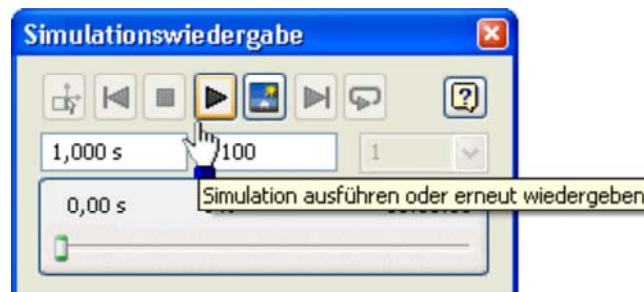 Simulationswiedergabe
1,000 s 100 1
Simulation ausführen oder erneut wiedergeben
0,00 s